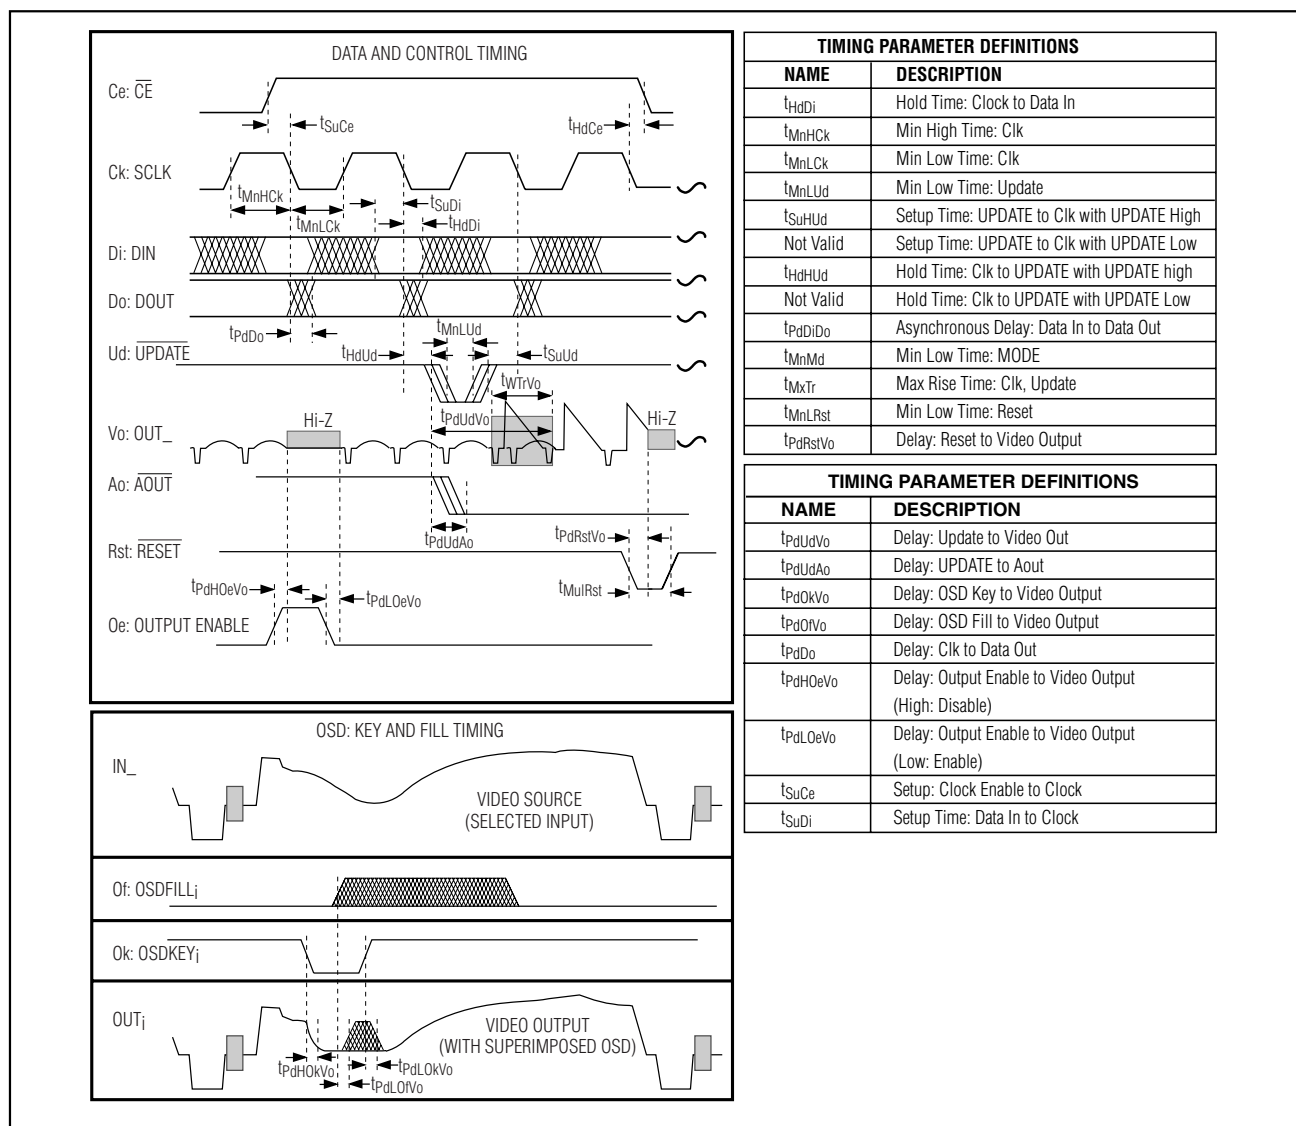 DATA AND CONTROL TIMING
Ce: CE
tSuCe
tHdCe
Ck: SCLK
tMnHCk
tMnLCk
tSuDi
tHdDi
Di: DIN
Do: DOUT
tPdDo
tMnLUd
Ud: UPDATE
tHdUd
tSuUd
tWTrVo
tPdUdVo
Vo: OUT_
Hi-Z
Hi-Z
Ao: AOUT
tPdUdAo
Rst: RESET
tPdRstVo
tMulRst
tPdHOeVo
tPdLOeVo
Oe: OUTPUT ENABLE
OSD: KEY AND FILL TIMING
IN_
VIDEO SOURCE
(SELECTED INPUT)
Of: OSDFILLi
Ok: OSDKEYi
OUTi
VIDEO OUTPUT
(WITH SUPERIMPOSED OSD)
tPdHOkVo
tPdLOkVo
tPdLOfVo
TIMING PARAMETER DEFINITIONS
NAME DESCRIPTION
tHdDi Hold Time: Clock to Data In
tMnHCk Min High Time: Clk
tMnLCk Min Low Time: Clk
tMnLUd Min Low Time: Update
tSuHUd Setup Time: UPDATE to Clk with UPDATE High
Not Valid Setup Time: UPDATE to Clk with UPDATE Low
tHdHUd Hold Time: Clk to UPDATE with UPDATE high
Not Valid Hold Time: Clk to UPDATE with UPDATE Low
tPdDiDo Asynchronous Delay: Data In to Data Out
tMnMd Min Low Time: MODE
tMxTr Max Rise Time: Clk, Update
tMnLRst Min Low Time: Reset
tPdRstVo Delay: Reset to Video Output
TIMING PARAMETER DEFINITIONS
NAME DESCRIPTION
tPdUdVo Delay: Update to Video Out
tPdUdAo Delay: UPDATE to Aout
tPdOkVo Delay: OSD Key to Video Output
tPdOfVo Delay: OSD Fill to Video Output
tPdDo Delay: Clk to Data Out
tPdHOeVo Delay: Output Enable to Video Output
(High: Disable)
tPdLOeVo Delay: Output Enable to Video Output
(Low: Enable)
tSuCe Setup: Clock Enable to Clock
tSuDi Setup Time: Data In to Clock